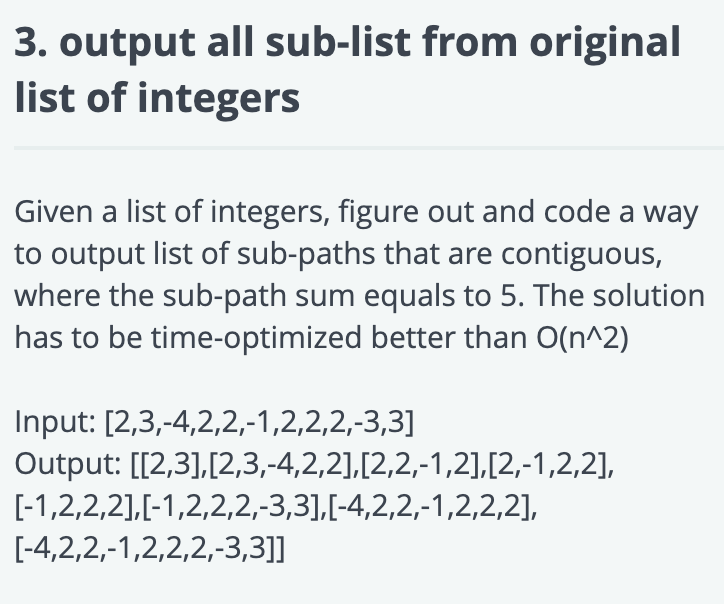 3. output all sub-list from original
list of integers
Given a list of integers, figure out and code a way
to output list of sub-paths that are contiguous,
where the sub-path sum equals to 5. The solution
has to be time-optimized better than O(n^2)
Input: [2,3,-4,2,2,-1,2,2,2,-3,3]
Output: [[2,3],[2,3,-4,2,2],[2,2,-1,2],[2,-1,2,2],
[-1,2,2,2],[-1,2,2,2,-3,3],[-4,2,2,-1,2,2,2],
[-4,2,2,-1,2,2,2,-3,3]]